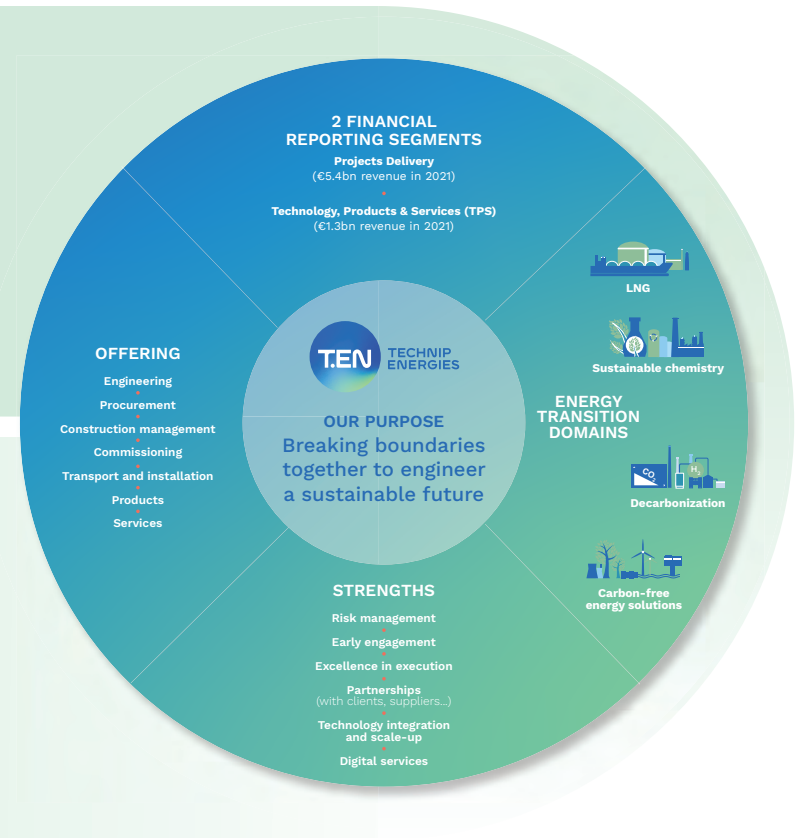 2 FINANCIAL
REPORTING SEGMENTS
Projects Delivery
(€5.4bn revenue in 2021)
Technology, Products & Services (TPS)
(€1.3bn revenue in 2021)
LNG
Sustainable chemistry
ENERGY
TRANSITION
DOMAINS
CO2
H2
Decarbonization
Carbon-free
energy solutions
OFFERING
Engineering
Procurement
Construction management
Commissioning
Transport and installation
Products
Services
T.EN
TECHNIP
ENERGIES
OUR PURPOSE
Breaking boundaries
together to engineer
a sustainable future
STRENGTHS
Risk management
Early engagement
Excellence in execution
Partnerships
(with clients, suppliers...)
Technology integration
and scale-up
Digital services